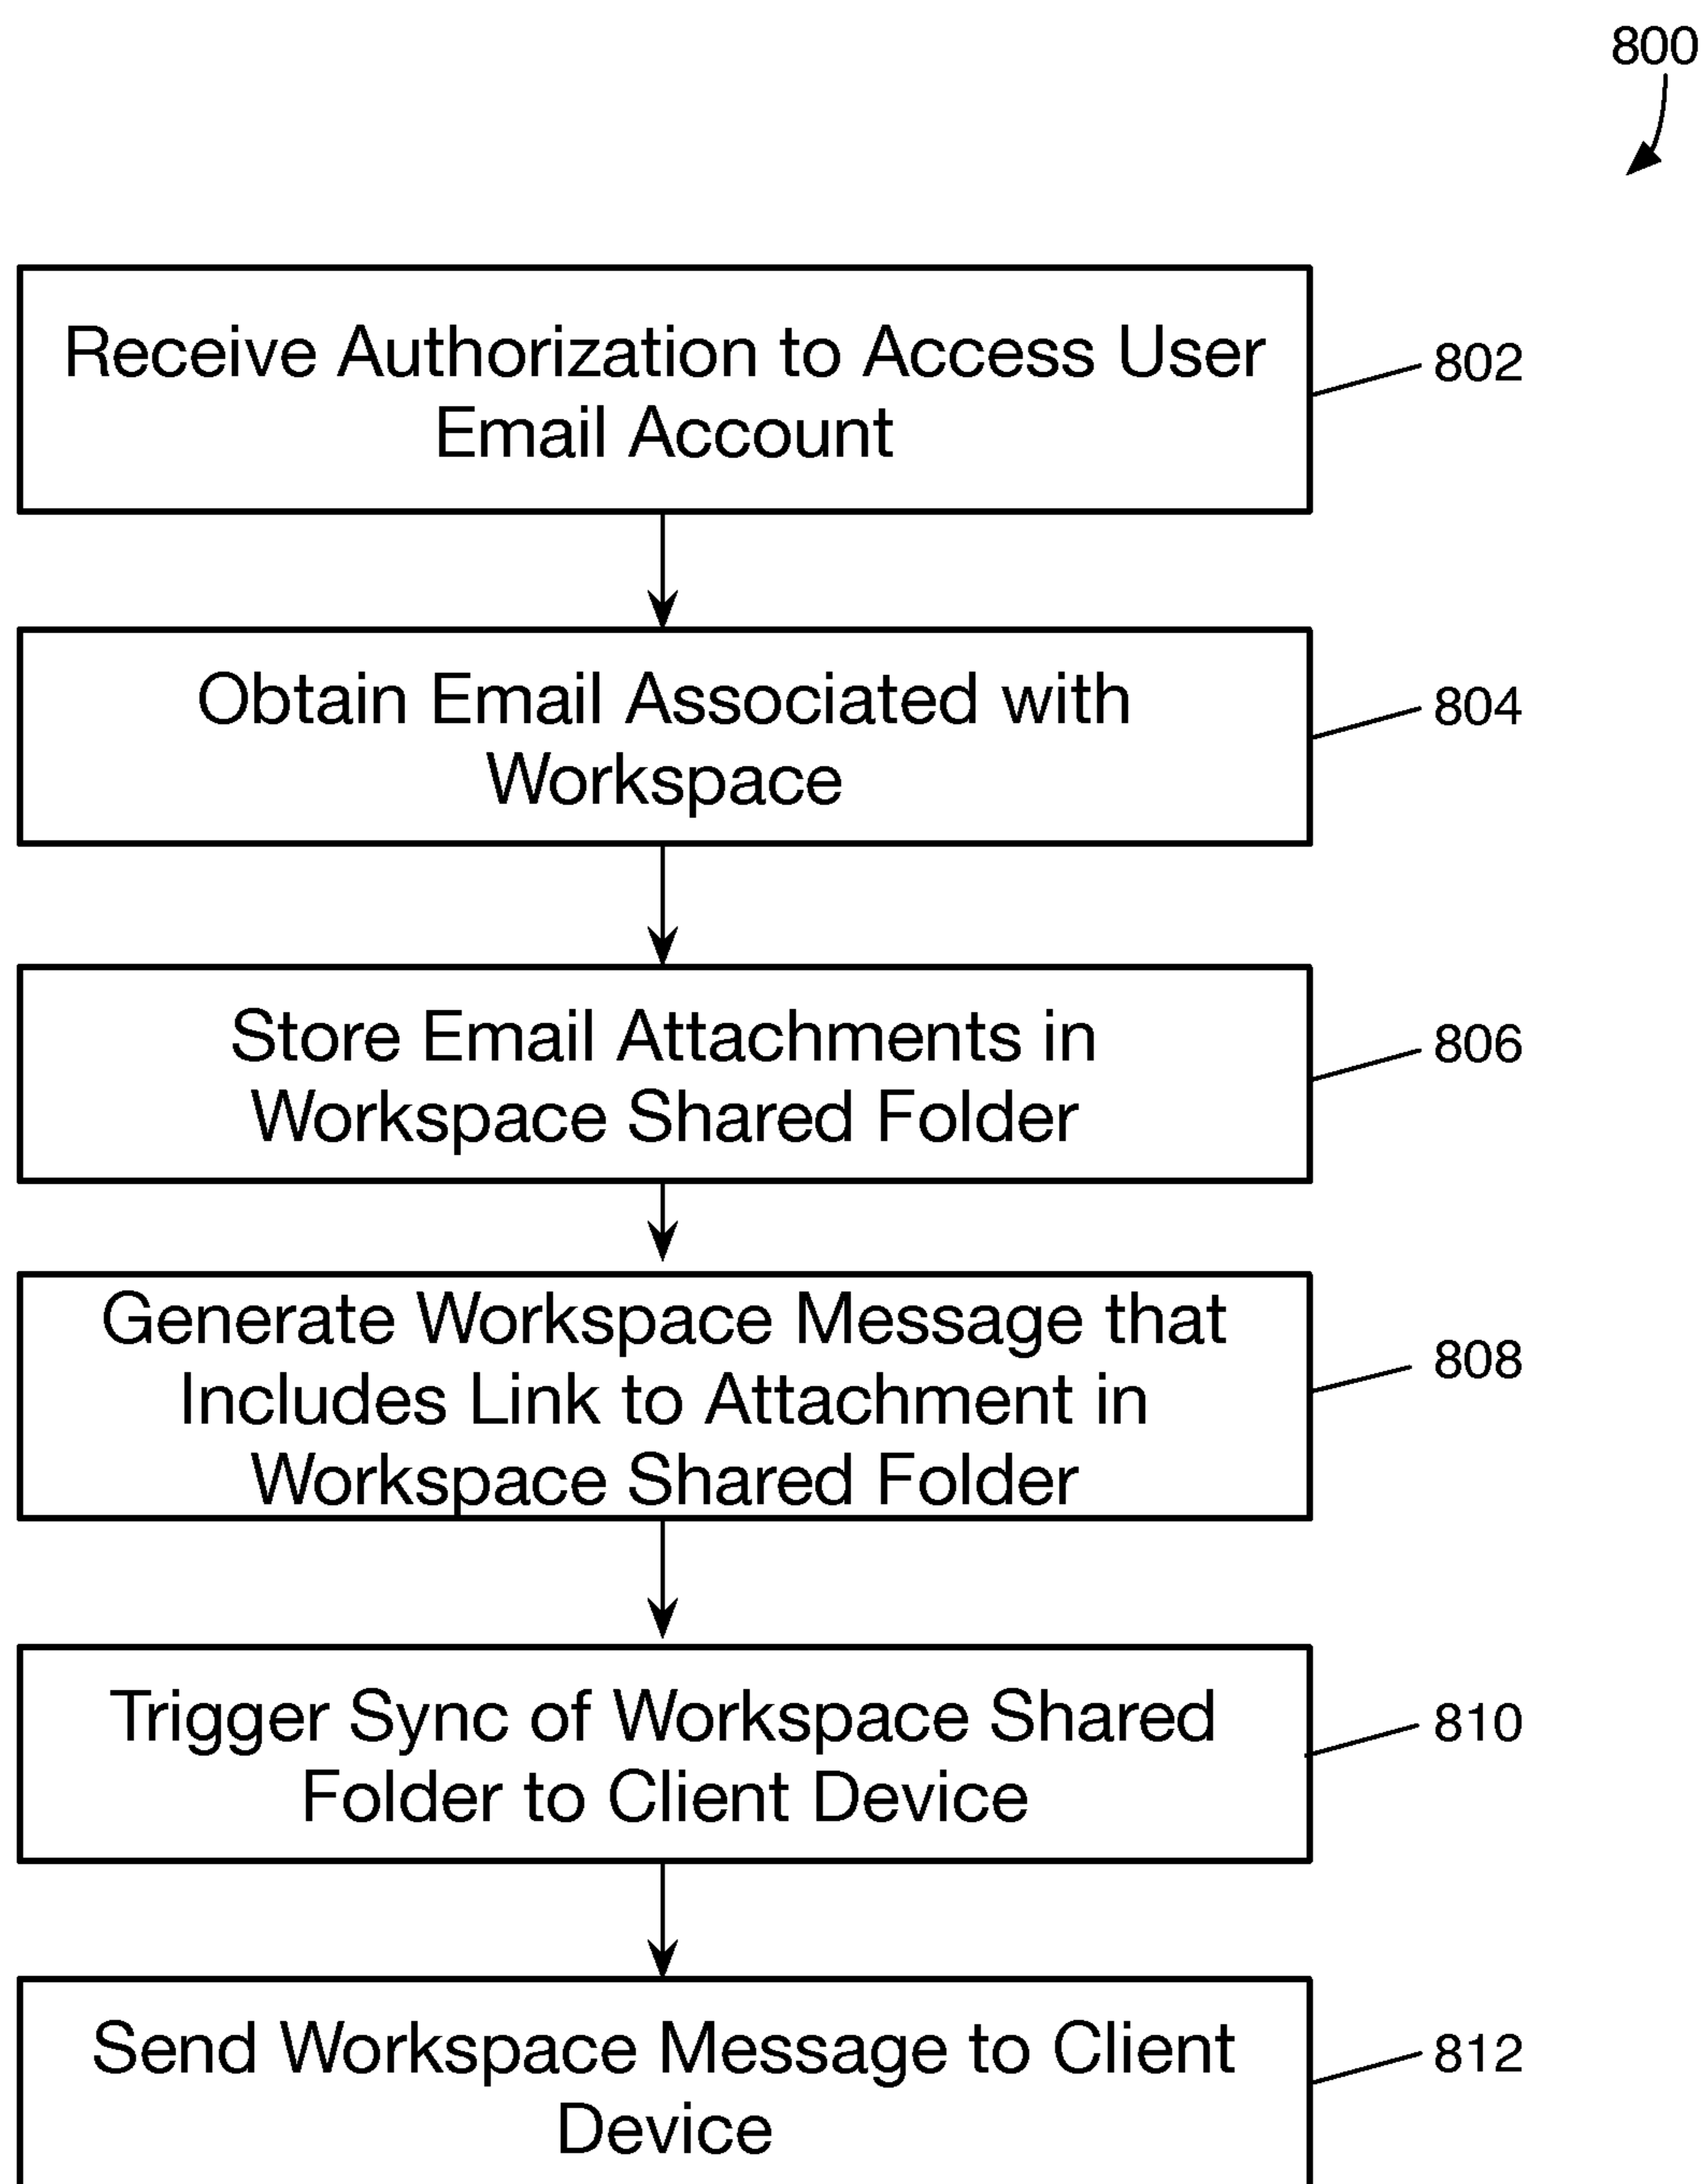 800
Receive Authorization to Access User
Email Account
802
Obtain Email Associated with
Workspace
804
Store Email Attachments in
Workspace Shared Folder
806
Generate Workspace Message that
Includes Link to Attachment in
Workspace Shared Folder
808
Trigger Sync of Workspace Shared
Folder to Client Device
810
Send Workspace Message to Client
Device
812